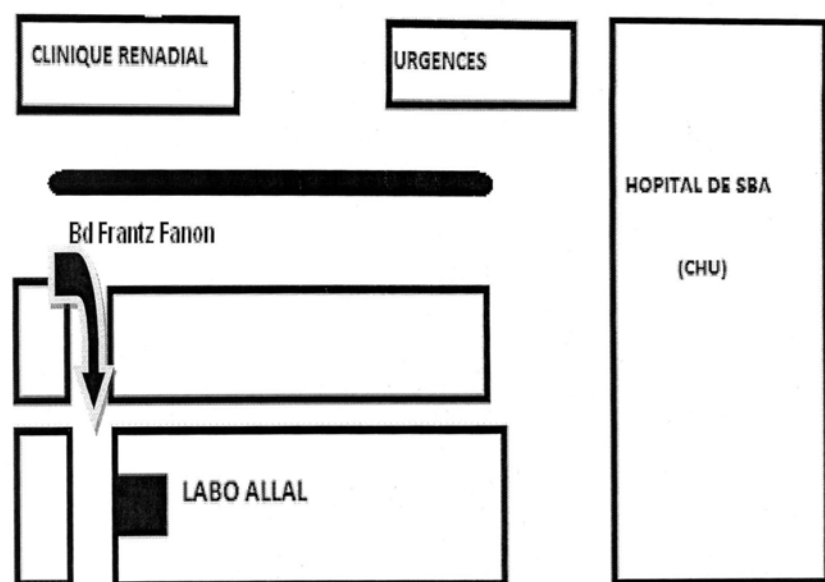 CLINIQUE RENADIAL
URGENCES
HOPITAL DE SBA
(CHU)
Bd Frantz Fanon
LABO ALLAL